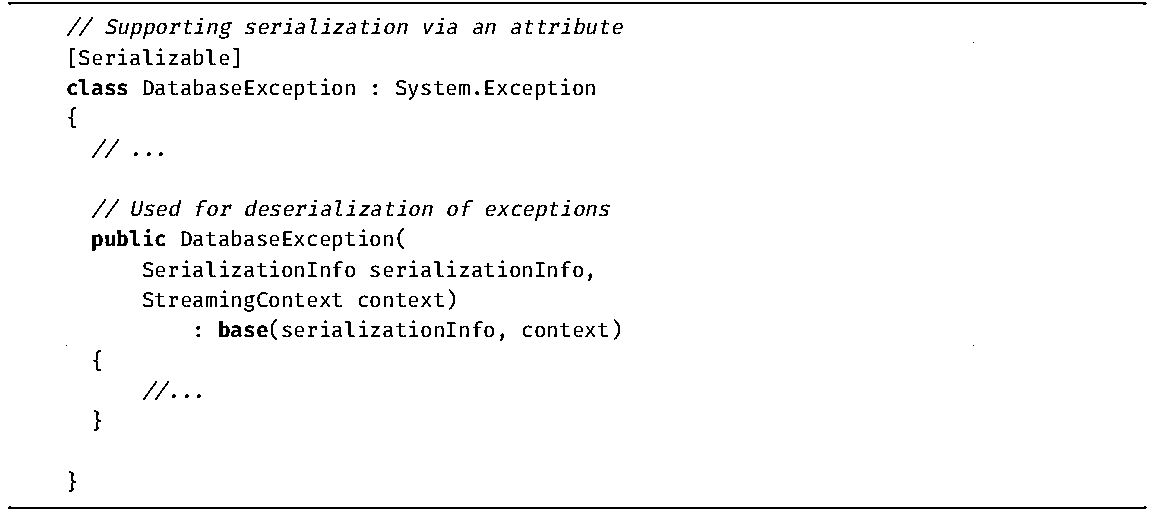 // Supporting serialization via an attribute
[Serializable]
class DatabaseException : System.Exception
{
  // ...

  // Used for deserialization of exceptions
  public DatabaseException(
      SerializationInfo serializationInfo,
      StreamingContext context)
          : base(serializationInfo, context)
  {
      //...
  }

}